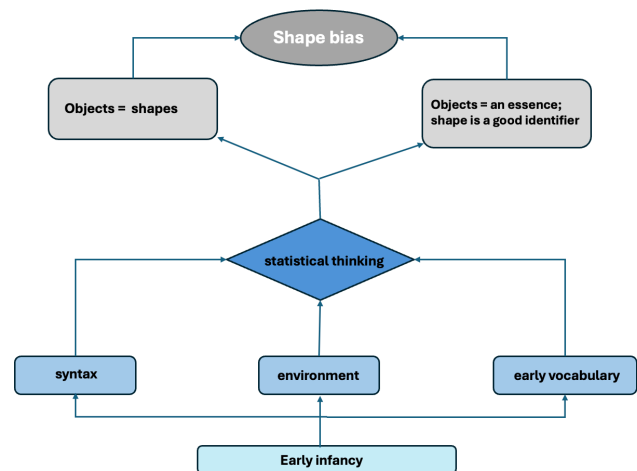 Shape bias
Objects = shapes
Objects = an essence;
shape is a good identifier
statistical thinking
syntax
environment
early vocabulary
Early infancy